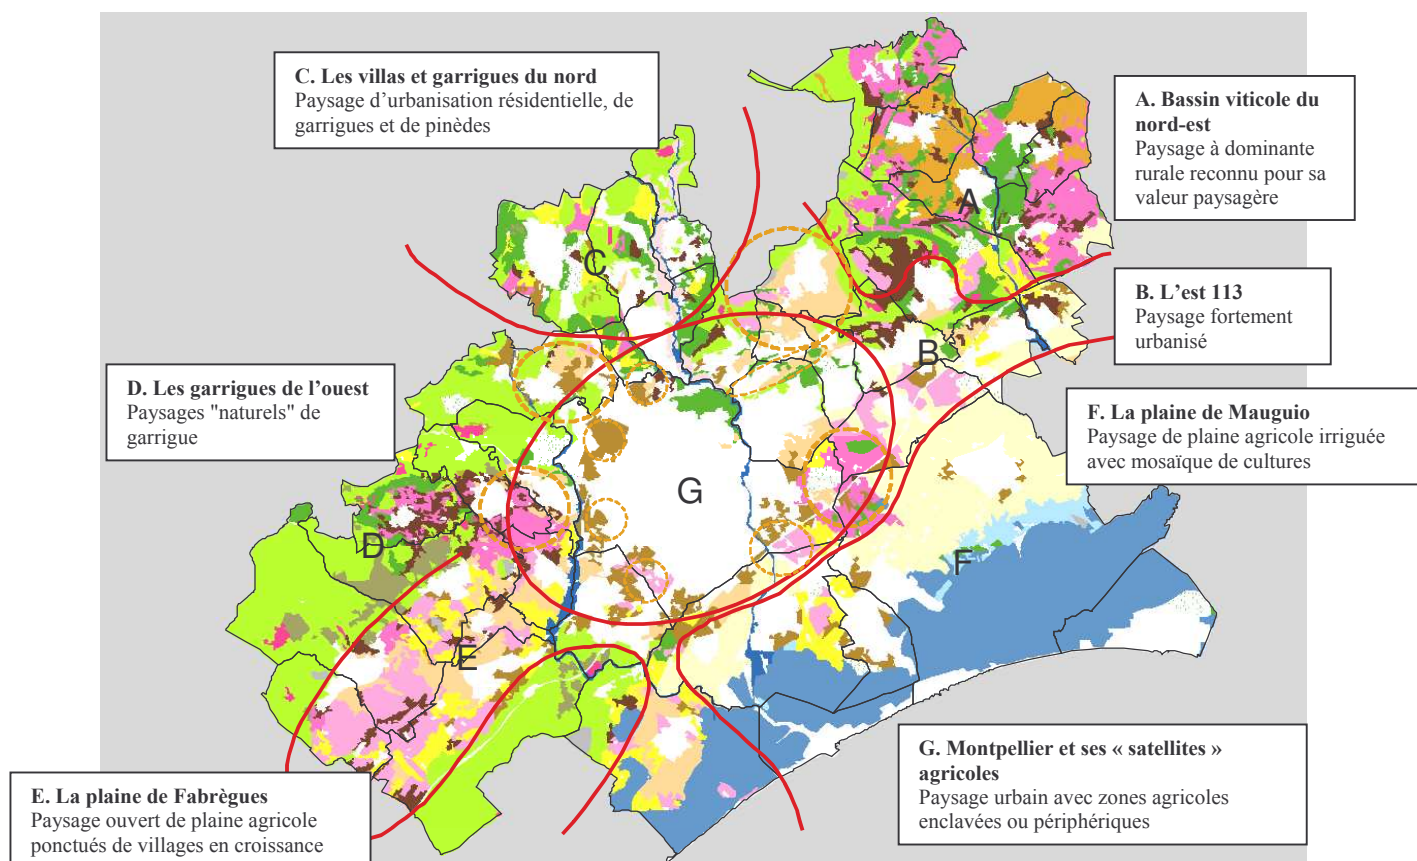 C. Les villas et garrigues du nord
Paysage d'urbanisation résidentielle, de
garrigues et de pinèdes
A. Bassin viticole du
nord-est
Paysage à dominante
rurale reconnu pour sa
valeur paysagère
B. L'est 113
Paysage fortement
urbanisé
D. Les garrigues de l'ouest
Paysages "naturels" de
garrigue
F. La plaine de Mauguio
Paysage de plaine agricole irriguée
avec mosaïque de cultures
G. Montpellier et ses « satellites »
agricoles
Paysage urbain avec zones agricoles
enclavées ou périphériques
E. La plaine de Fabrègues
Paysage ouvert de plaine agricole
ponctués de villages en croissance
A
C
B
G
D
F
E